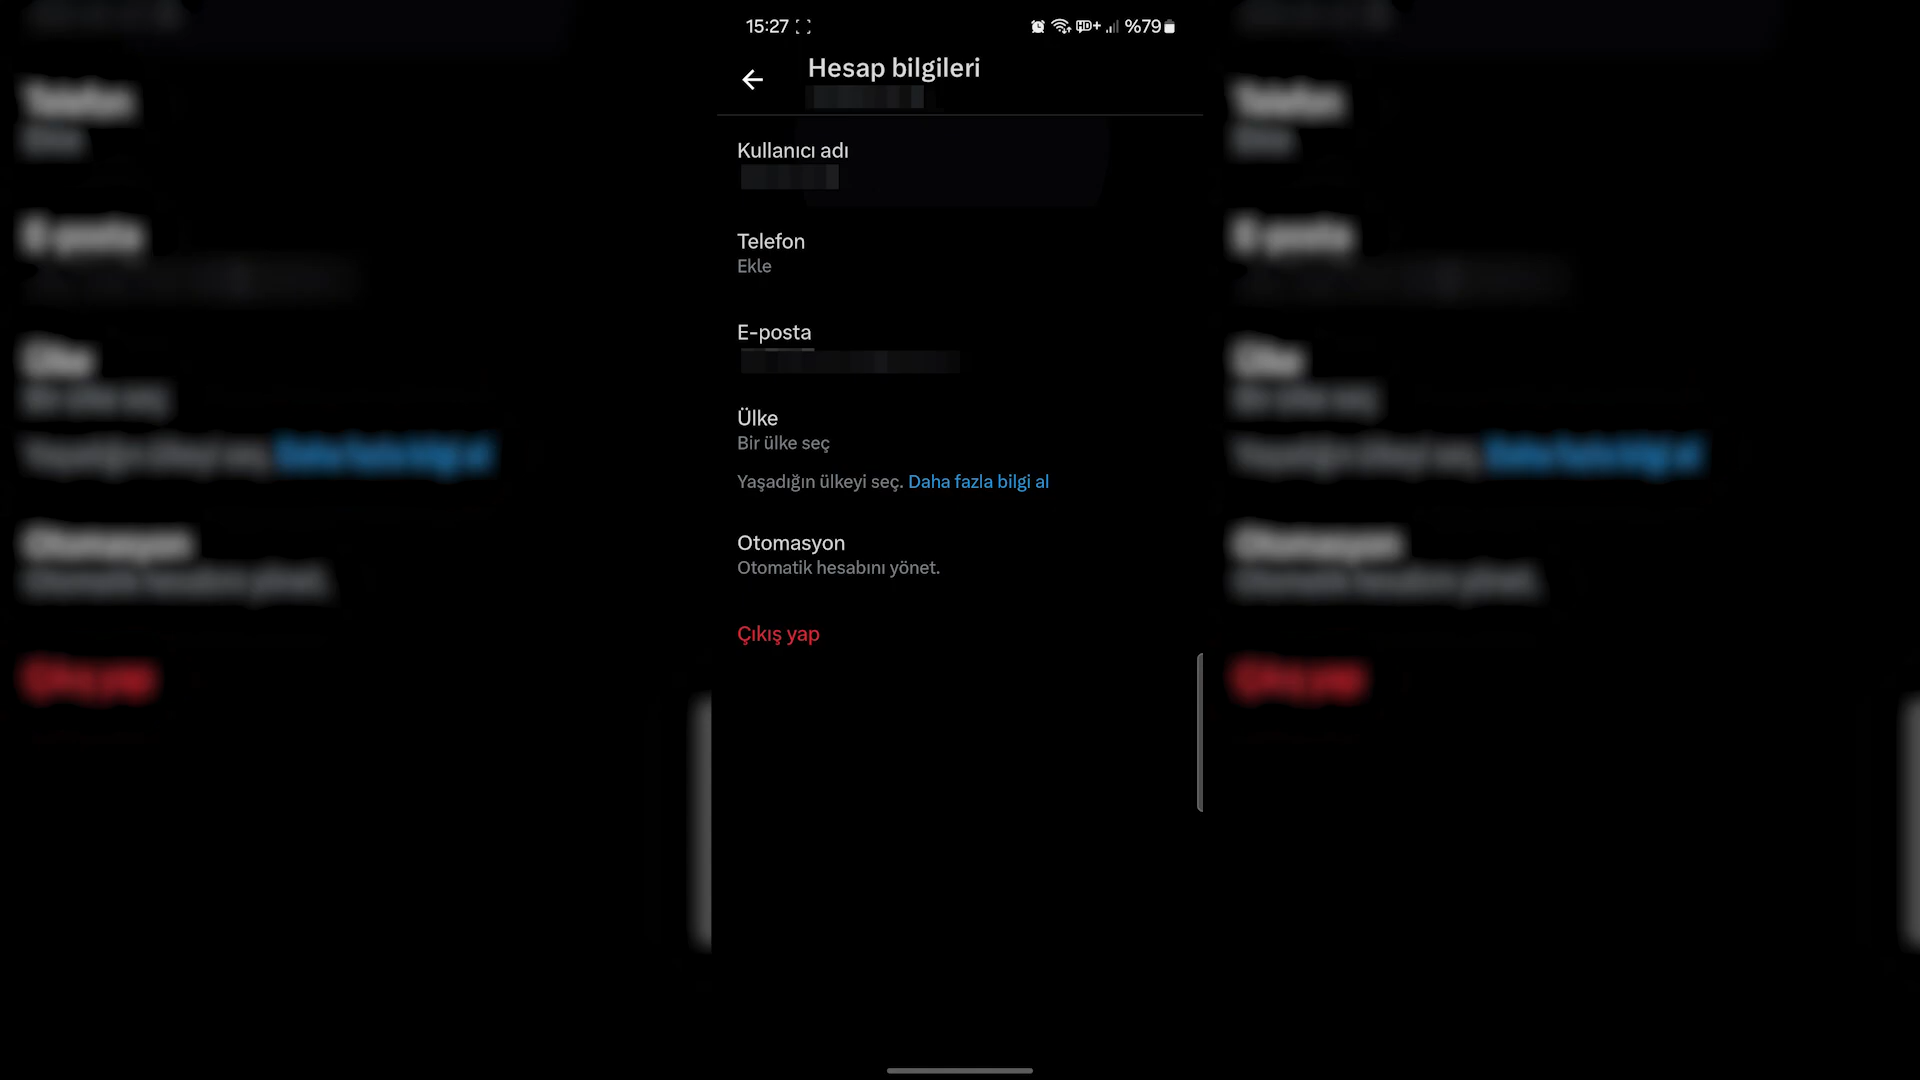 15:27 HD+ %79
Hesap bilgileri
Kullanıcı adı
Telefon
Ekle
E-posta
Ülke
Bir ülke seç
Yaşadığın ülkeyi seç. Daha fazla bilgi al
Otomasyon
Otomatik hesabını yönet.
Çıkış yap